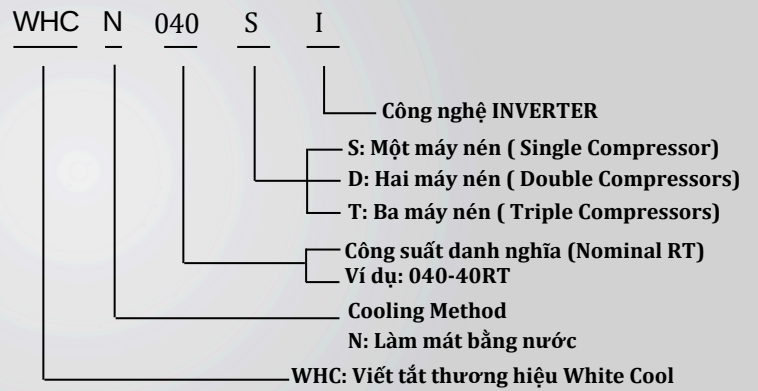 WHC N 040 S I
Công nghệ INVERTER
S: Một máy nén ( Single Compressor)
D: Hai máy nén ( Double Compressors)
T: Ba máy nén ( Triple Compressors)
Công suất danh nghĩa (Nominal RT)
Ví dụ: 040-40RT
Cooling Method
N: Làm mát bằng nước
WHC: Viết tắt thương hiệu White Cool